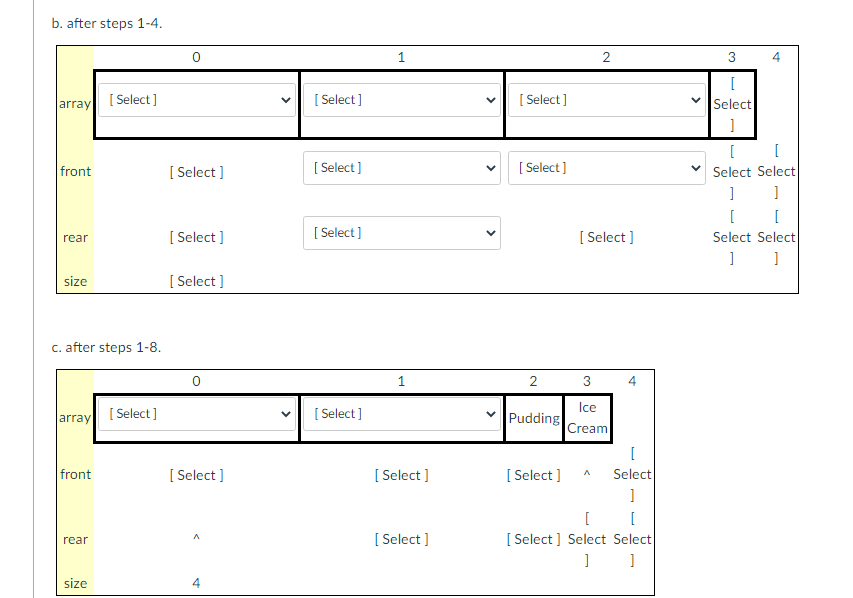 b. after steps 1-4.
0 1 2 3 4
array [ Select ] [ Select ] [ Select ] [ Select ]
front [ Select ] [ Select ] [ Select ] [ Select ] [ Select ]
rear [ Select ] [ Select ] [ Select ] [ Select ] [ Select ]
size [ Select ]
c. after steps 1-8.
0 1 2 3 4
array [ Select ] [ Select ] Pudding Ice Cream
front [ Select ] [ Select ] [ Select ] ^ [ Select ]
rear ^ [ Select ] [ Select ] [ Select ] [ Select ]
size 4